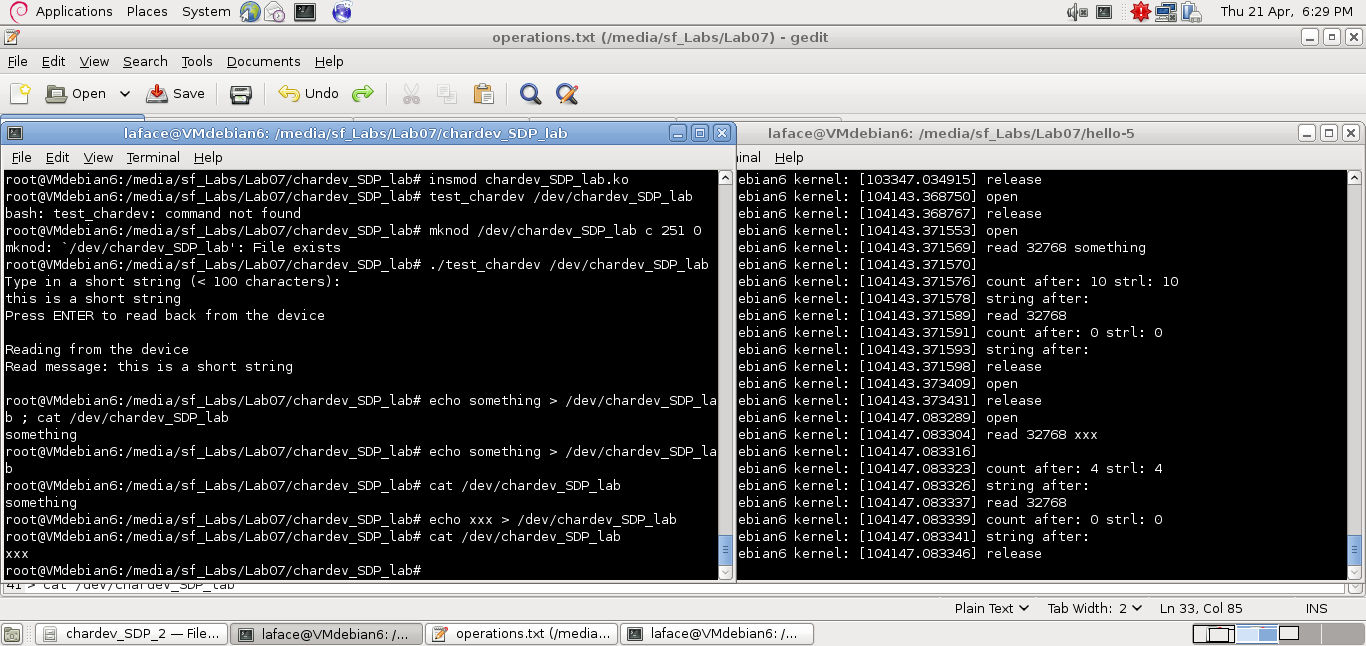 Applications Places System Thu 21 Apr, 6:29 PM
operations.txt (/media/sf_Labs/Lab07) - gedit
File Edit View Search Tools Documents Help
Open Save Undo
laface@VMdebian6: /media/sf_Labs/Lab07/chardev_SDP_lab
File Edit View Terminal Help
root@VMdebian6:/media/sf_Labs/Lab07/chardev_SDP_lab# insmod chardev_SDP_lab.ko
root@VMdebian6:/media/sf_Labs/Lab07/chardev_SDP_lab# test_chardev /dev/chardev_SDP_lab
bash: test_chardev: command not found
root@VMdebian6:/media/sf_Labs/Lab07/chardev_SDP_lab# mknod /dev/chardev_SDP_lab c 251 0
mknod: `/dev/chardev_SDP_lab': File exists
root@VMdebian6:/media/sf_Labs/Lab07/chardev_SDP_lab# ./test_chardev /dev/chardev_SDP_lab
Type in a short string (< 100 characters):
this is a short string
Press ENTER to read back from the device
Reading from the device
Read message: this is a short string
root@VMdebian6:/media/sf_Labs/Lab07/chardev_SDP_lab# echo something > /dev/chardev_SDP_la
b ; cat /dev/chardev_SDP_lab
something
root@VMdebian6:/media/sf_Labs/Lab07/chardev_SDP_lab# echo something > /dev/chardev_SDP_la
b
root@VMdebian6:/media/sf_Labs/Lab07/chardev_SDP_lab# cat /dev/chardev_SDP_lab
something
root@VMdebian6:/media/sf_Labs/Lab07/chardev_SDP_lab# echo xxx > /dev/chardev_SDP_lab
root@VMdebian6:/media/sf_Labs/Lab07/chardev_SDP_lab# cat /dev/chardev_SDP_lab
xxx
root@VMdebian6:/media/sf_Labs/Lab07/chardev_SDP_lab#
laface@VMdebian6: /media/sf_Labs/Lab07/hello-5
inal Help
ebian6 kernel: [103347.034915] release
ebian6 kernel: [104143.368750] open
ebian6 kernel: [104143.368767] release
ebian6 kernel: [104143.371553] open
ebian6 kernel: [104143.371569] read 32768 something
ebian6 kernel: [104143.371570]
ebian6 kernel: [104143.371576] count after: 10 strl: 10
ebian6 kernel: [104143.371578] string after:
ebian6 kernel: [104143.371589] read 32768
ebian6 kernel: [104143.371591] count after: 0 strl: 0
ebian6 kernel: [104143.371593] string after:
ebian6 kernel: [104143.371598] release
ebian6 kernel: [104143.373409] open
ebian6 kernel: [104143.373431] release
ebian6 kernel: [104147.083289] open
ebian6 kernel: [104147.083304] read 32768 xxx
ebian6 kernel: [104147.083316]
ebian6 kernel: [104147.083323] count after: 4 strl: 4
ebian6 kernel: [104147.083326] string after:
ebian6 kernel: [104147.083337] read 32768
ebian6 kernel: [104147.083339] count after: 0 strl: 0
ebian6 kernel: [104147.083341] string after:
ebian6 kernel: [104147.083346] release
41 > cat /dev/chardev_SDP_lab
Plain Text Tab Width: 2 Ln 33, Col 85 INS
chardev_SDP_2 — File... laface@VMdebian6: /... operations.txt (/media... laface@VMdebian6: /...